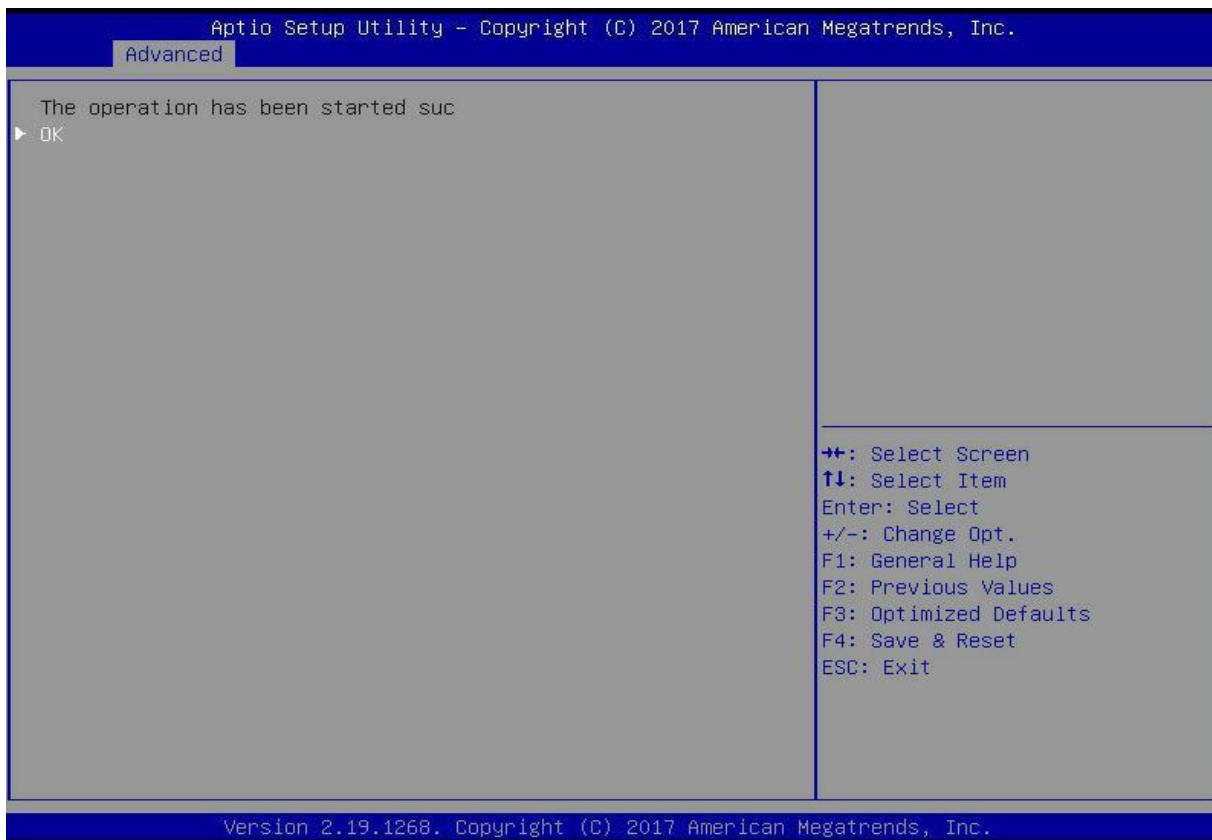 Aptio Setup Utility – Copyright (C) 2017 American Megatrends, Inc.
Advanced
The operation has been started suc
▶ OK
→←: Select Screen
↑↓: Select Item
Enter: Select
+/-: Change Opt.
F1: General Help
F2: Previous Values
F3: Optimized Defaults
F4: Save & Reset
ESC: Exit
Version 2.19.1268. Copyright (C) 2017 American Megatrends, Inc.